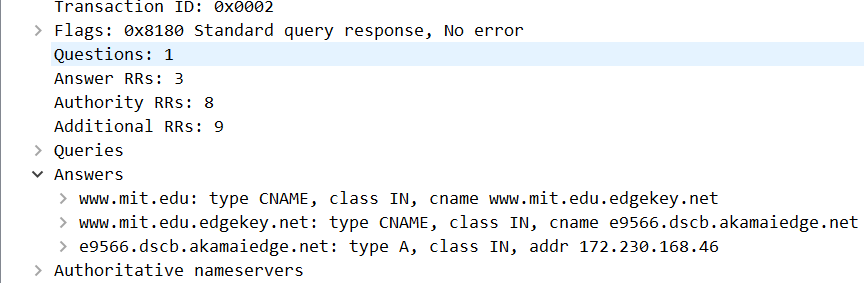 Transaction ID: 0x0002
Flags: 0x8180 Standard query response, No error
Questions: 1
Answer RRs: 3
Authority RRs: 8
Additional RRs: 9
Queries
Answers
www.mit.edu: type CNAME, class IN, cname www.mit.edu.edgekey.net
www.mit.edu.edgekey.net: type CNAME, class IN, cname e9566.dscb.akamaiedge.net
e9566.dscb.akamaiedge.net: type A, class IN, addr 172.230.168.46
Authoritative nameservers